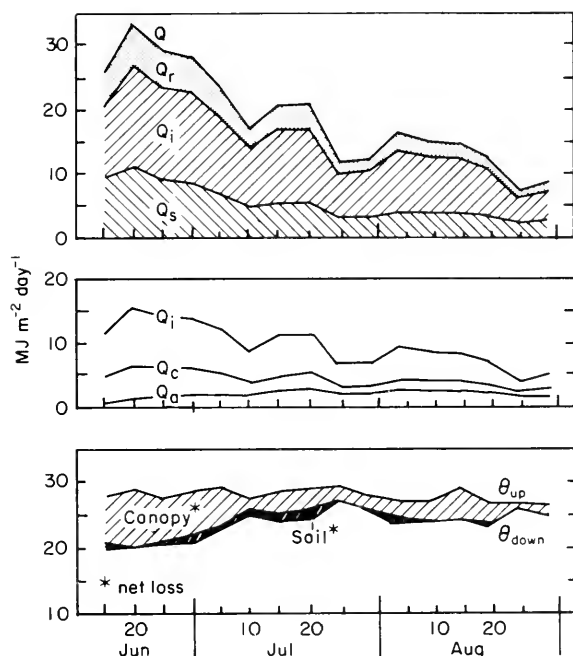 30
20
10
0
Q
Qr
Qi
Qs
MJ m⁻² day⁻¹
20
10
0
Qi
Qc
Qa
30
20
10
θup
Canopy*
Soil*
θdown
* net loss
20 10 20 10 20
Jun Jul Aug